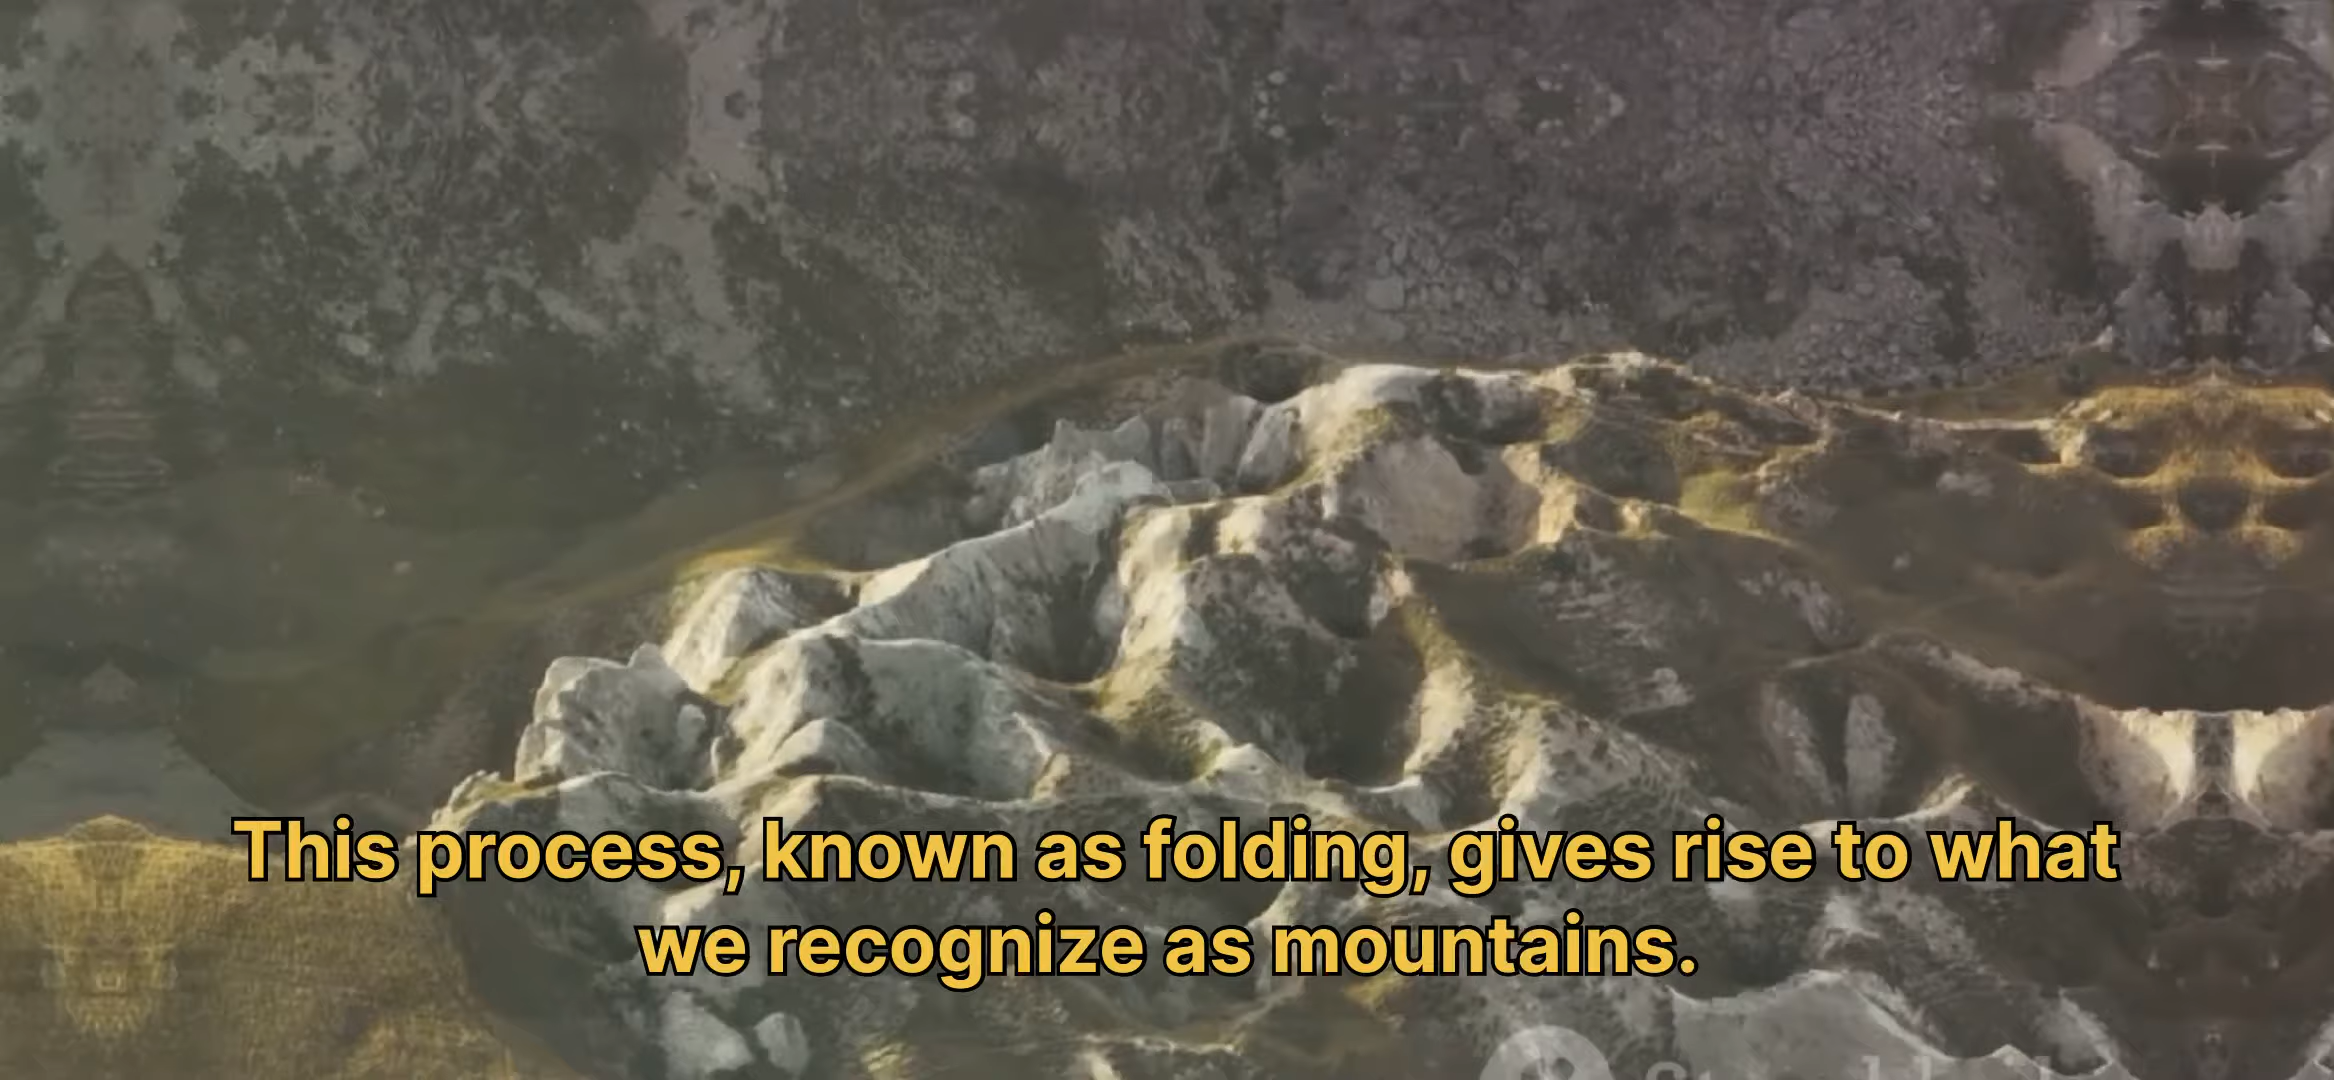 This process, known as folding, gives rise to what
we recognize as mountains.